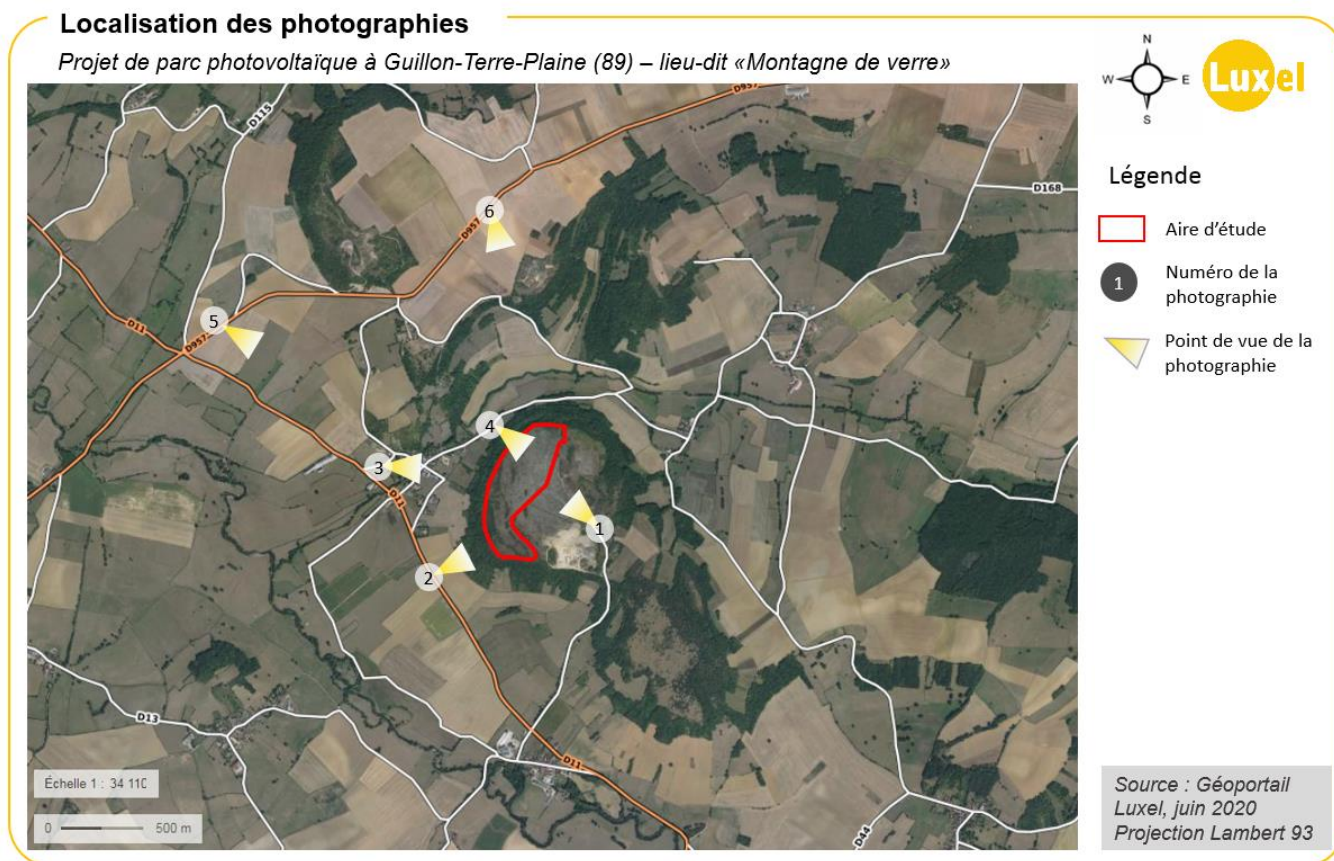 Localisation des photographies
Projet de parc photovoltaïque à Guillon-Terre-Plaine (89) – lieu-dit «Montagne de verre»
N
W
E
S
Luxel
Légende
Aire d'étude
1
Numéro de la
photographie
Point de vue de la
photographie
D957
D115
D168
6
D957
5
D11
D957
4
3
D11
1
2
D13
D11
D44
Échelle 1 : 34 110
0
500 m
Source : Géoportail
Luxel, juin 2020
Projection Lambert 93